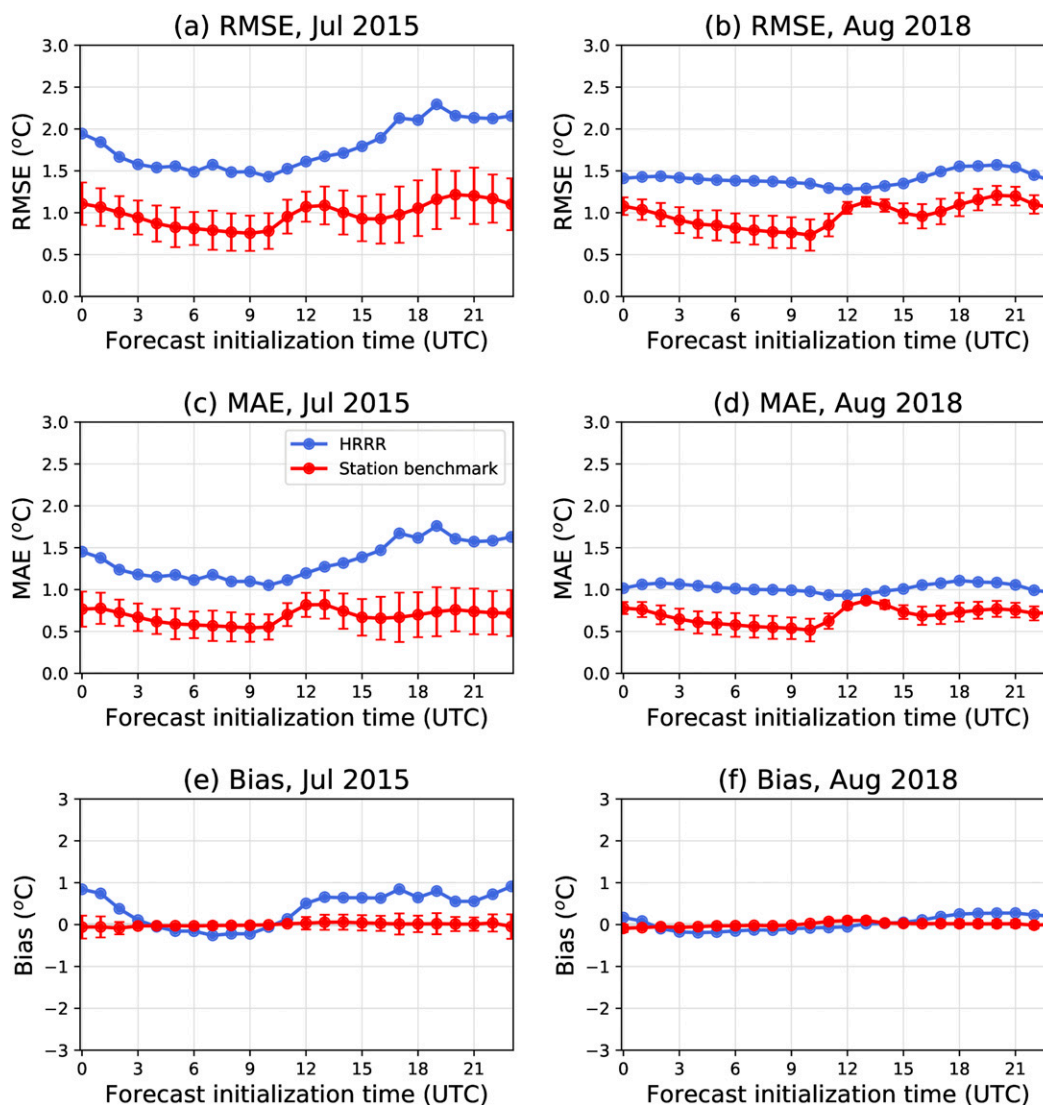 (a) RMSE, Jul 2015
3.0
2.5
2.0
1.5
1.0
0.5
0.0
RMSE (°C)
0 3 6 9 12 15 18 21
Forecast initialization time (UTC)
(b) RMSE, Aug 2018
3.0
2.5
2.0
1.5
1.0
0.5
0.0
RMSE (°C)
0 3 6 9 12 15 18 21
Forecast initialization time (UTC)
(c) MAE, Jul 2015
3.0
2.5
2.0
1.5
1.0
0.5
0.0
MAE (°C)
HRRR
Station benchmark
0 3 6 9 12 15 18 21
Forecast initialization time (UTC)
(d) MAE, Aug 2018
3.0
2.5
2.0
1.5
1.0
0.5
0.0
MAE (°C)
0 3 6 9 12 15 18 21
Forecast initialization time (UTC)
(e) Bias, Jul 2015
3
2
1
0
−1
−2
−3
Bias (°C)
0 3 6 9 12 15 18 21
Forecast initialization time (UTC)
(f) Bias, Aug 2018
3
2
1
0
−1
−2
−3
Bias (°C)
0 3 6 9 12 15 18 21
Forecast initialization time (UTC)